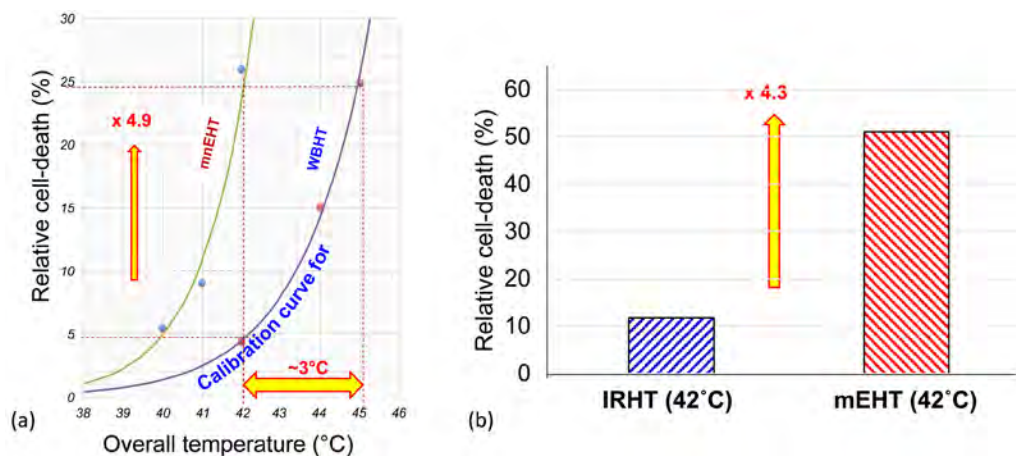 30
25
20
15
10
5
0
Relative cell-death (%)
x 4.9
mnEHT
WBHT
Calibration curve for
~3°C
38 39 40 41 42 43 44 45 46
(a)
Overall temperature (°C)
60
50
40
30
20
10
0
Relative cell-death (%)
x 4.3
IRHT (42˚C) mEHT (42˚C)
(b)